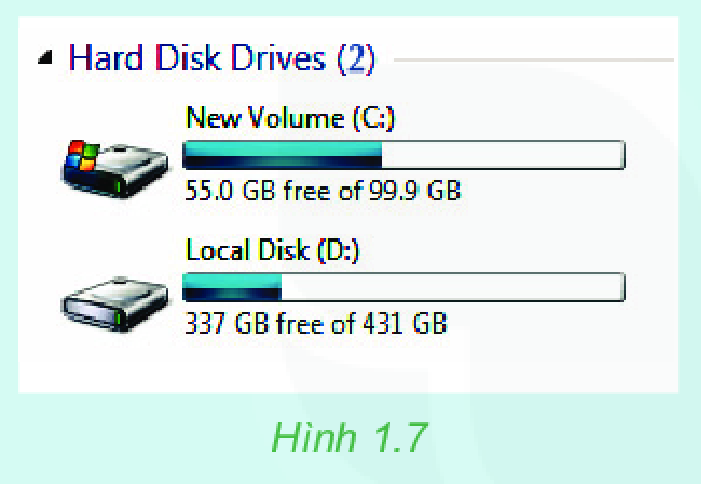 Hard Disk Drives (2)
New Volume (C:)
55.0 GB free of 99.9 GB
Local Disk (D:)
337 GB free of 431 GB
Hình 1.7